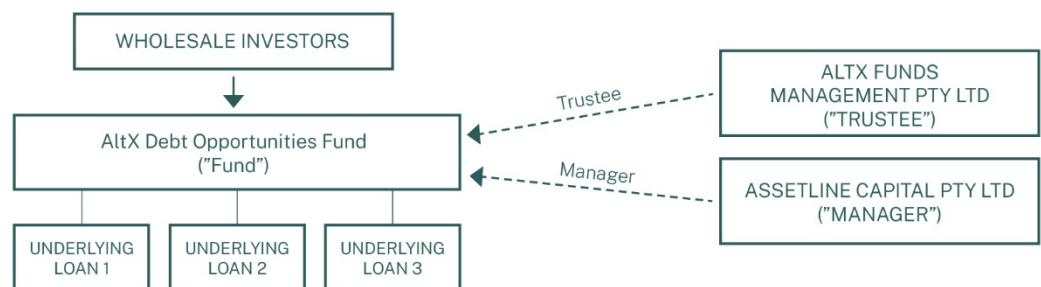 WHOLESALE INVESTORS
AltX Debt Opportunities Fund
(”Fund”)
UNDERLYING
LOAN 1
UNDERLYING
LOAN 2
UNDERLYING
LOAN 3
Trustee
Manager
ALTX FUNDS
MANAGEMENT PTY LTD
(”TRUSTEE”)
ASSETLINE CAPITAL PTY LTD
(”MANAGER”)